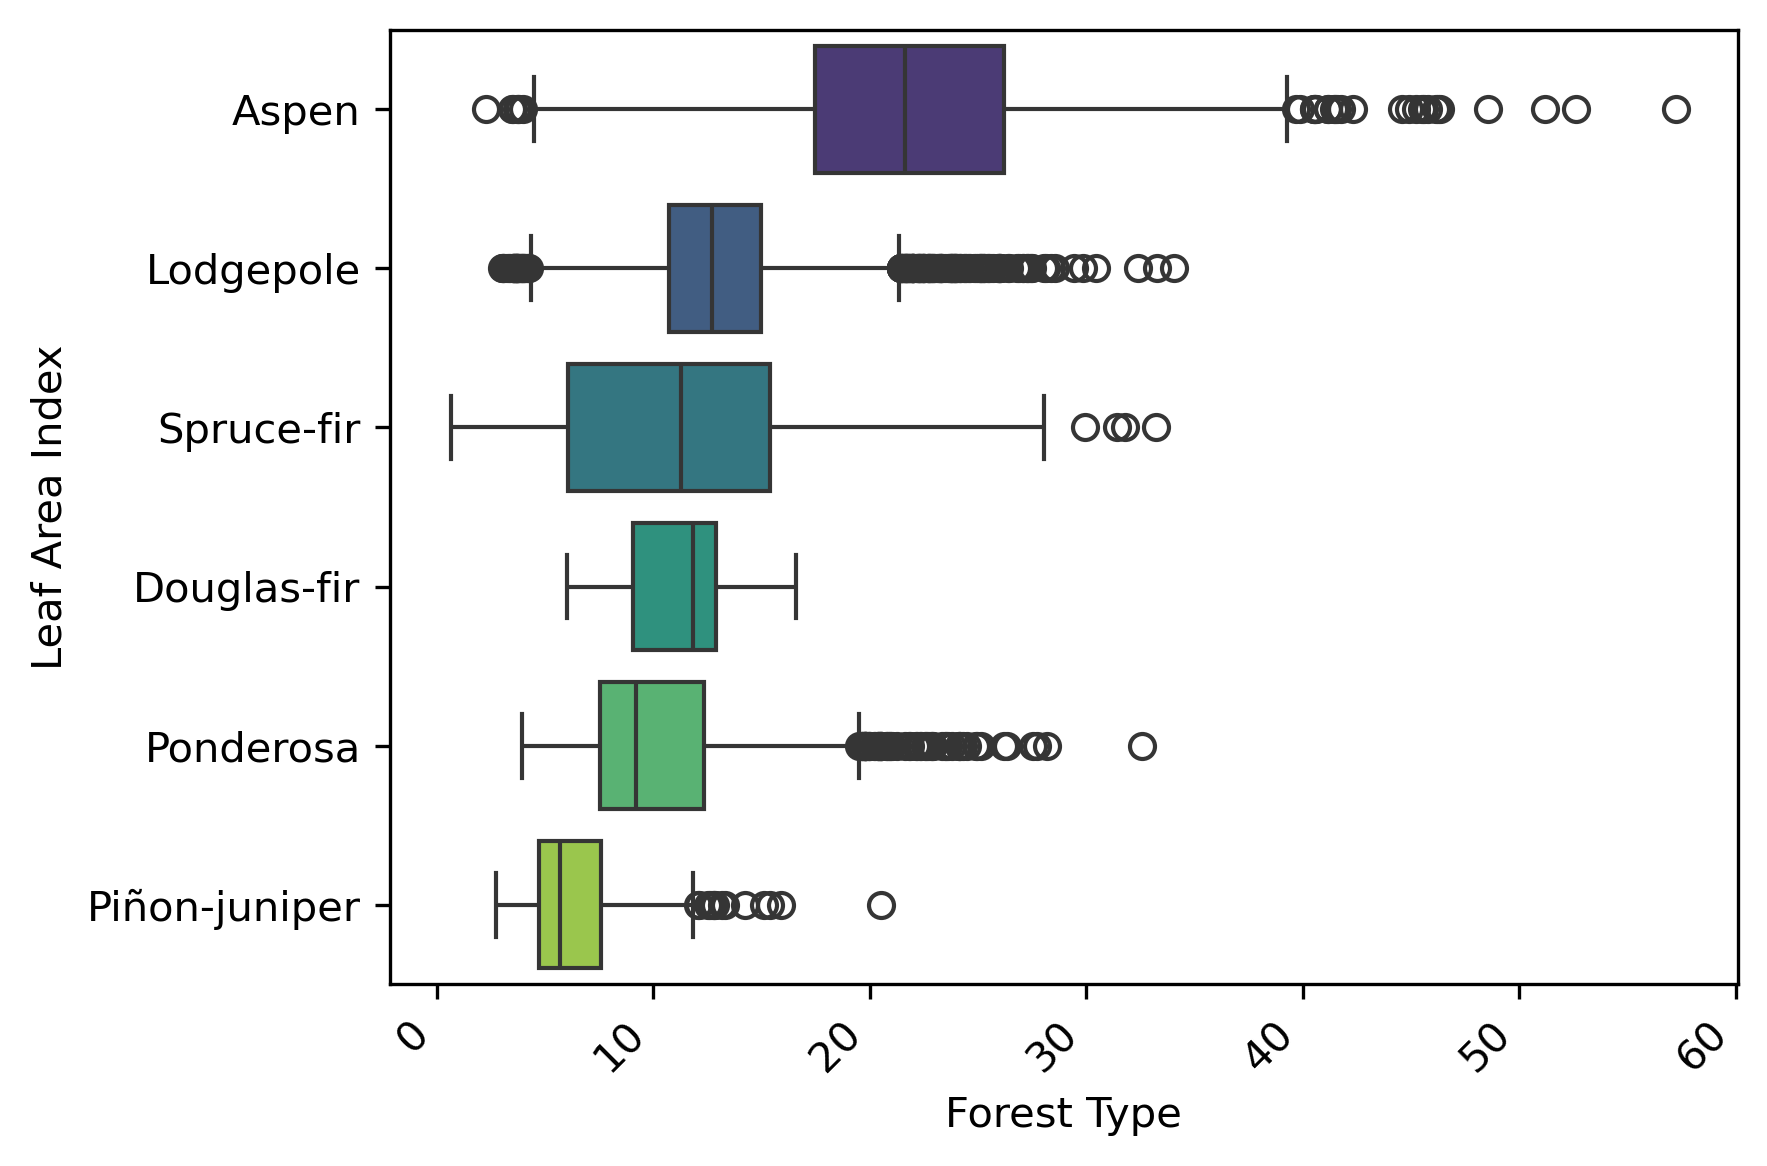 Aspen
Lodgepole
Spruce-fir
Douglas-fir
Ponderosa
Piñon-juniper
Leaf Area Index
0 10 20 30 40 50 60
Forest Type